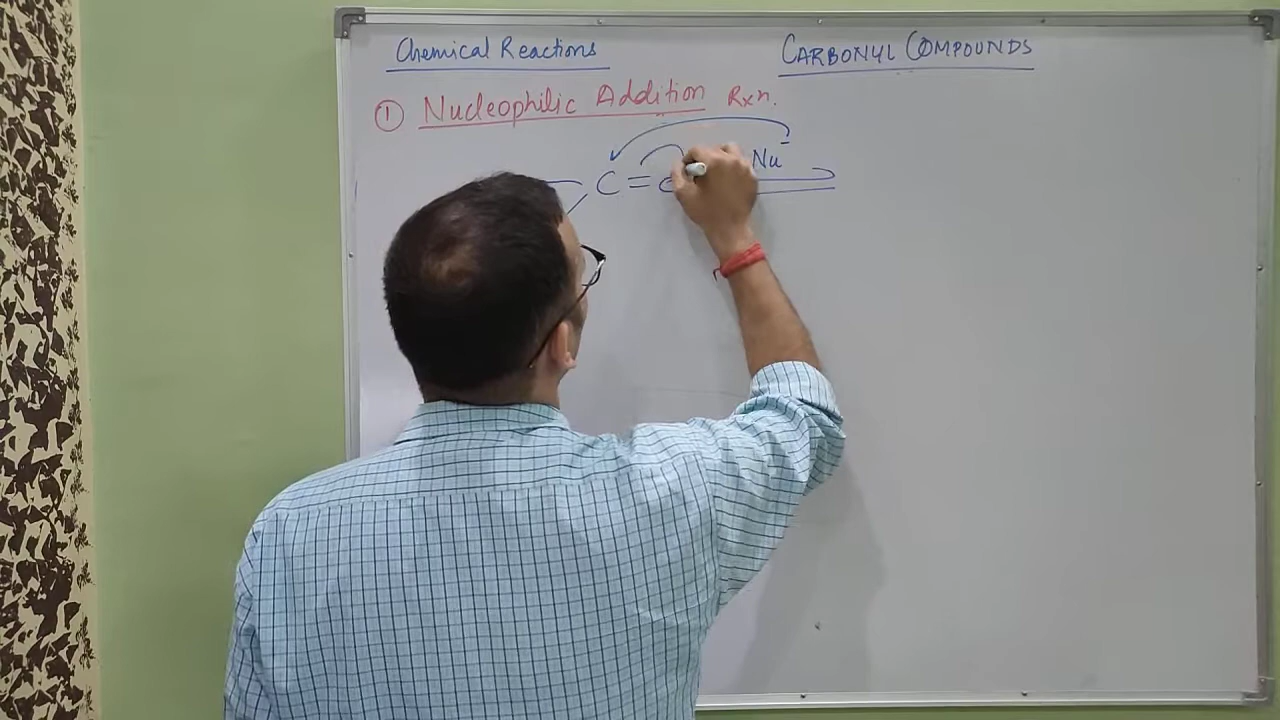 Chemical Reactions
CARBONYL COMPOUNDS
① Nucleophilic Addition Rxn.
C = Nu⁻